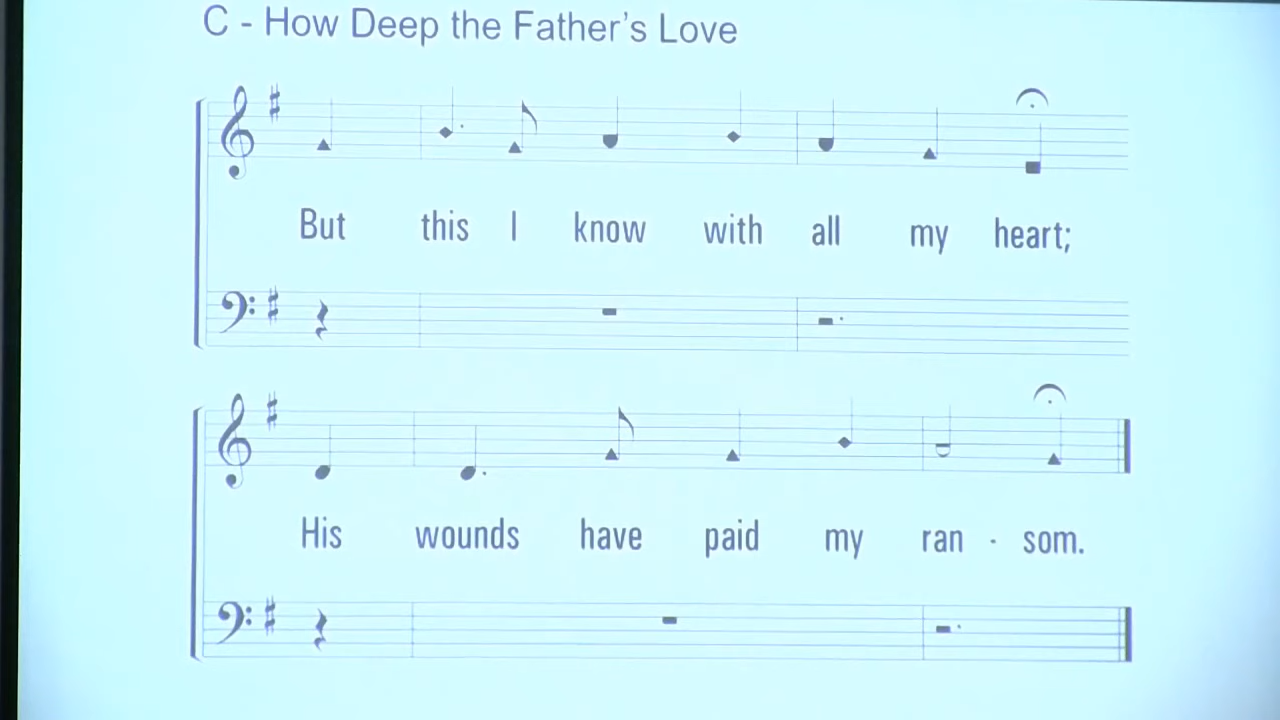 C - How Deep the Father’s Love
But this I know with all my heart;
His wounds have paid my ran · som.